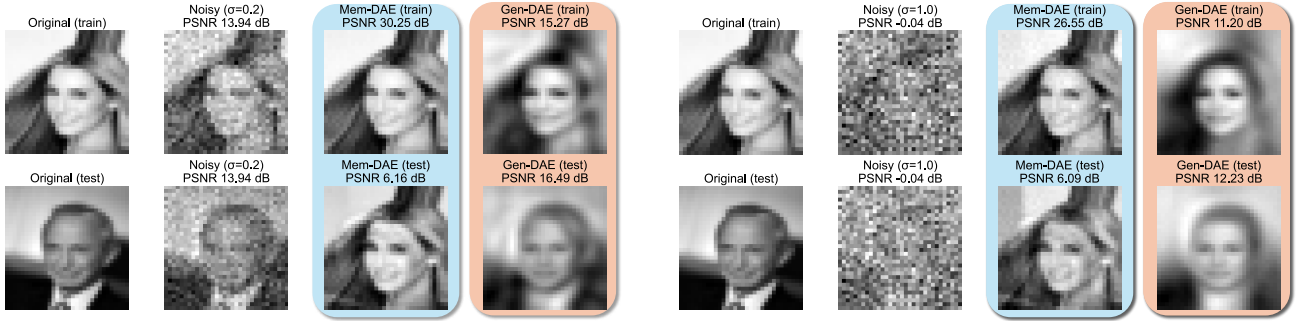 Original (train)
Noisy (σ=0.2)
PSNR 13.94 dB
Mem-DAE (train)
PSNR 30.25 dB
Gen-DAE (train)
PSNR 15.27 dB
Original (train)
Noisy (σ=1.0)
PSNR -0.04 dB
Mem-DAE (train)
PSNR 26.55 dB
Gen-DAE (train)
PSNR 11.20 dB
Original (test)
Noisy (σ=0.2)
PSNR 13.94 dB
Mem-DAE (test)
PSNR 6.16 dB
Gen-DAE (test)
PSNR 16.49 dB
Original (test)
Noisy (σ=1.0)
PSNR -0.04 dB
Mem-DAE (test)
PSNR 6.09 dB
Gen-DAE (test)
PSNR 12.23 dB